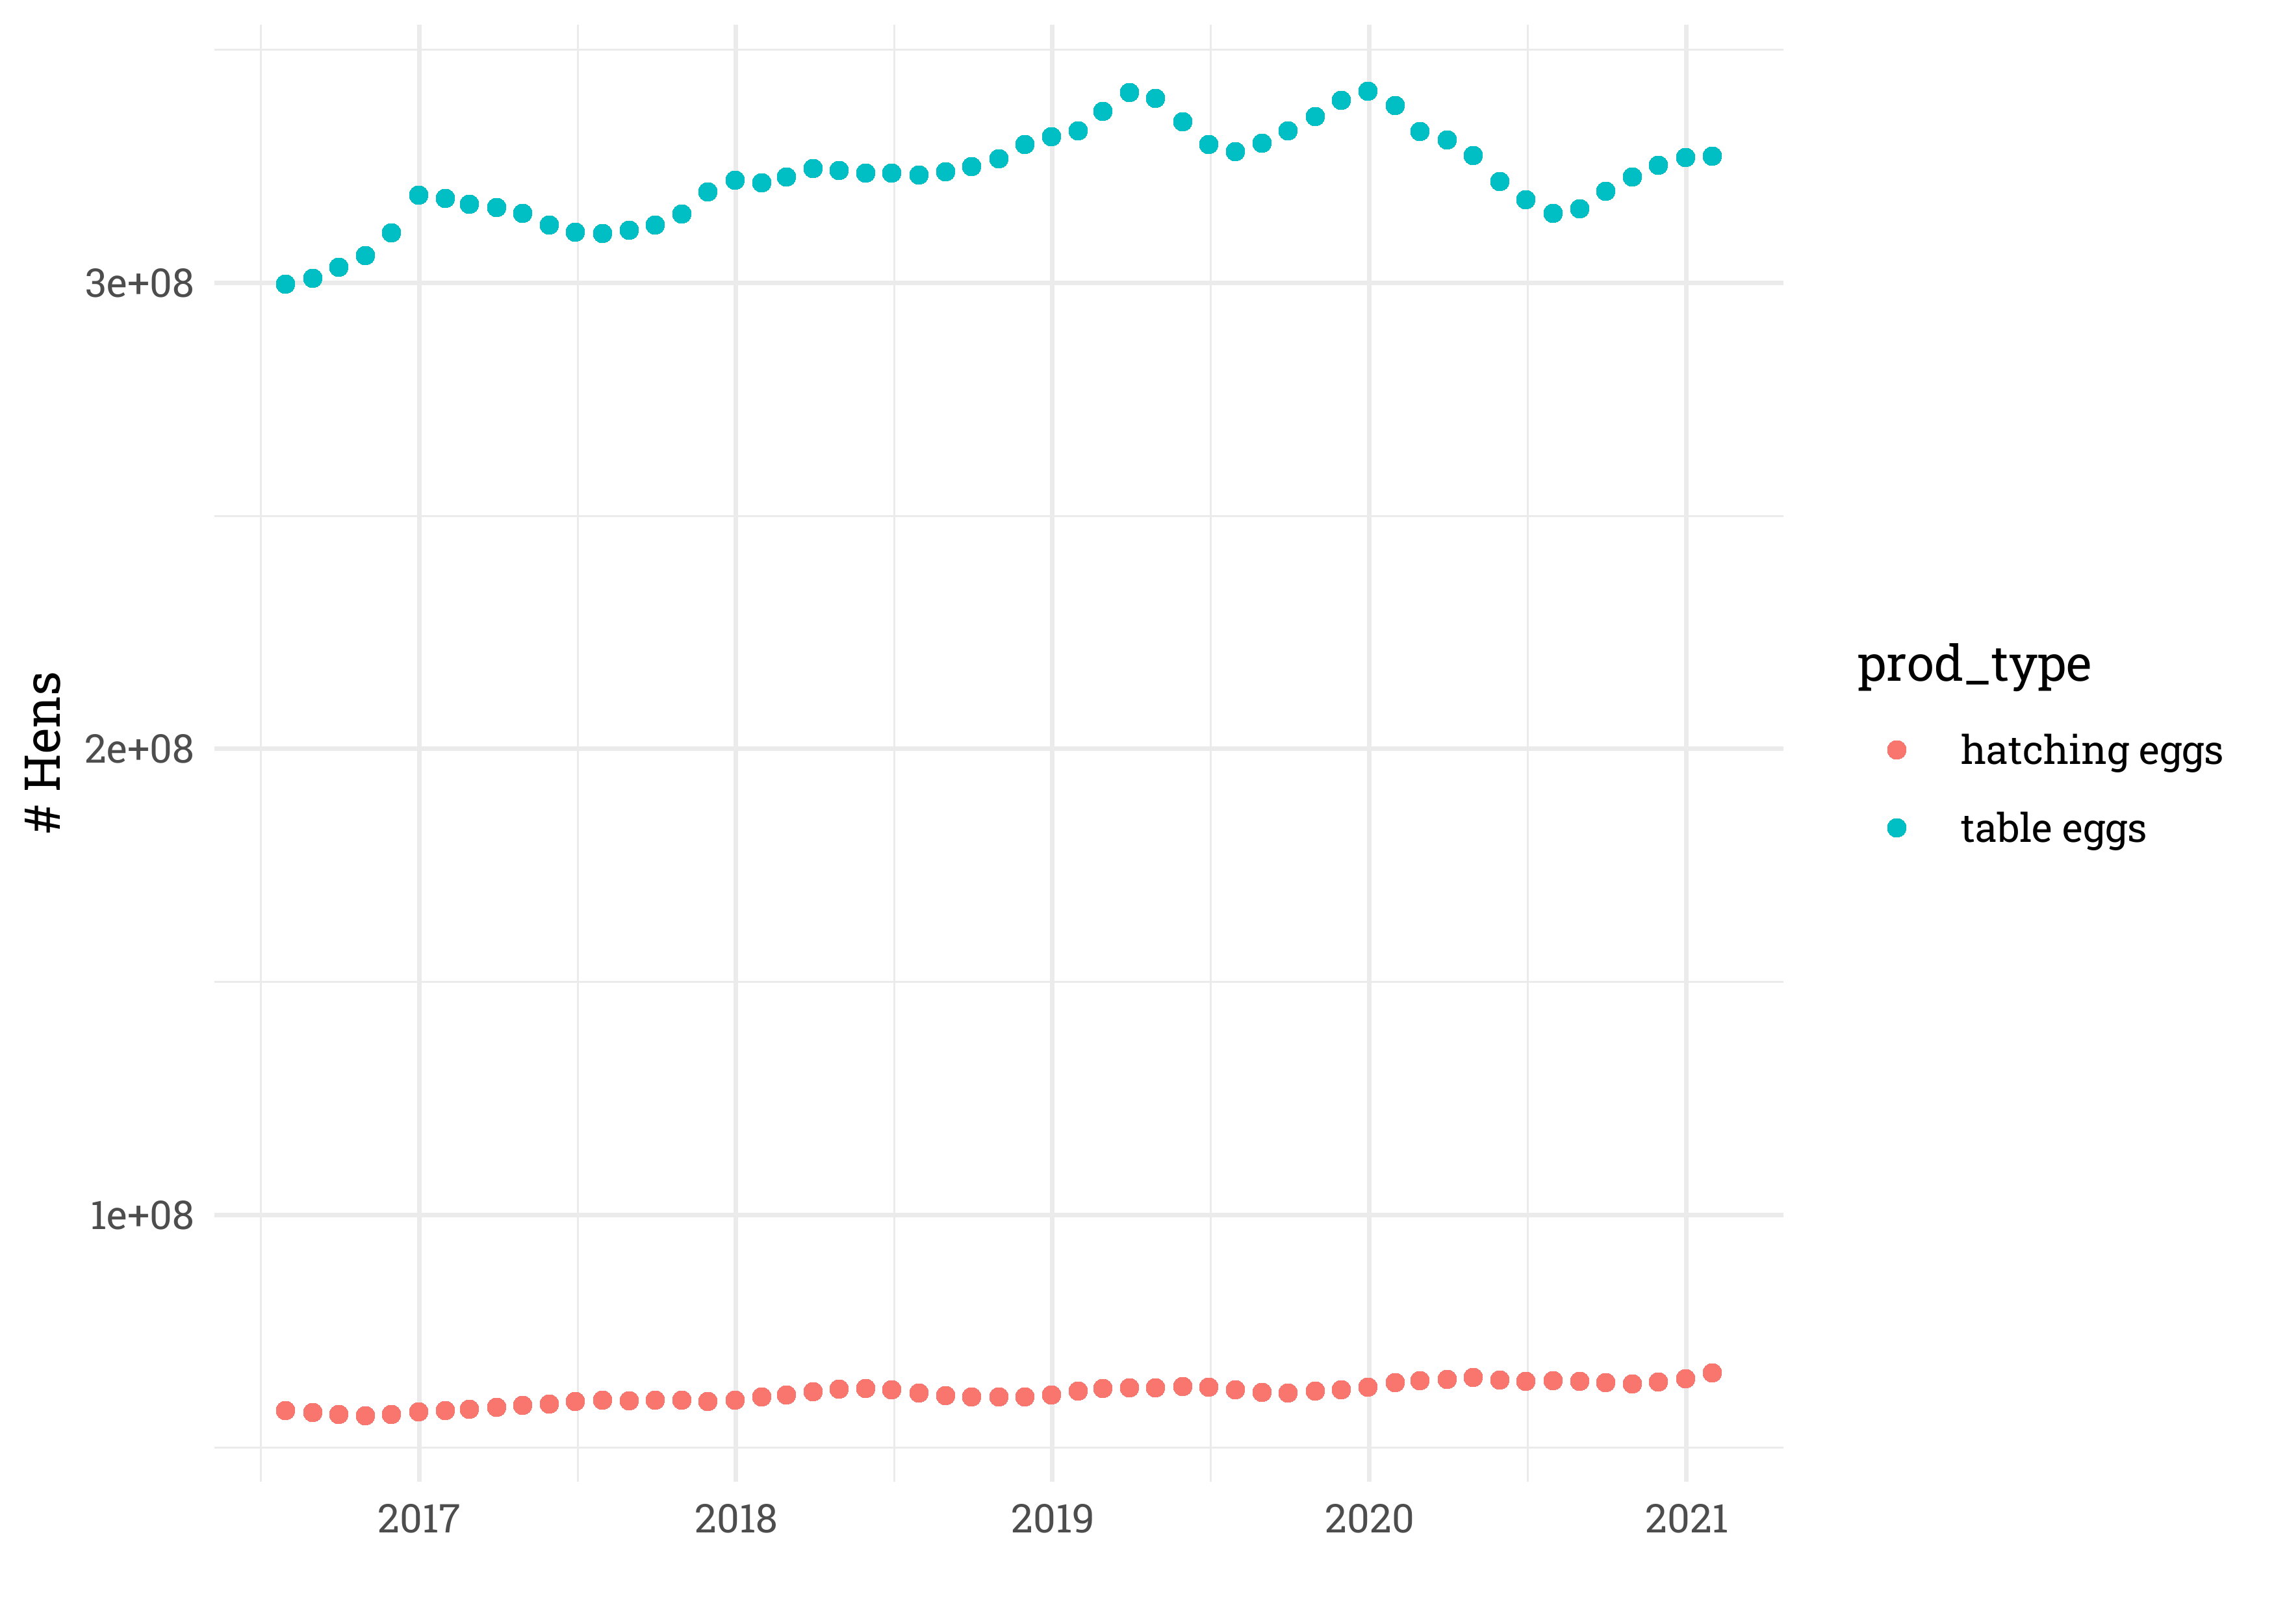 # Hens
3e+08
2e+08
1e+08
2017 2018 2019 2020 2021
prod_type
hatching eggs
table eggs